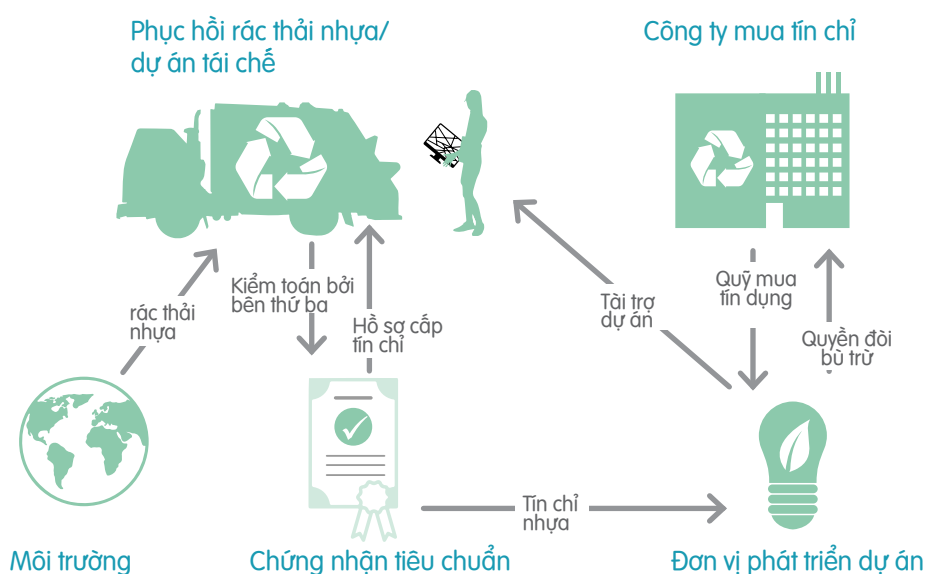 Phục hồi rác thải nhựa/
dự án tái chế
Công ty mua tín chỉ
rác thải
nhựa
Kiểm toán bởi
bên thứ ba
Hồ sơ cấp
tín chỉ
Tài trợ
dự án
Quỹ mua
tín dụng
Quyền đòi
bù trừ
Tín chỉ
nhựa
Môi trường
Chứng nhận tiêu chuẩn
Đơn vị phát triển dự án